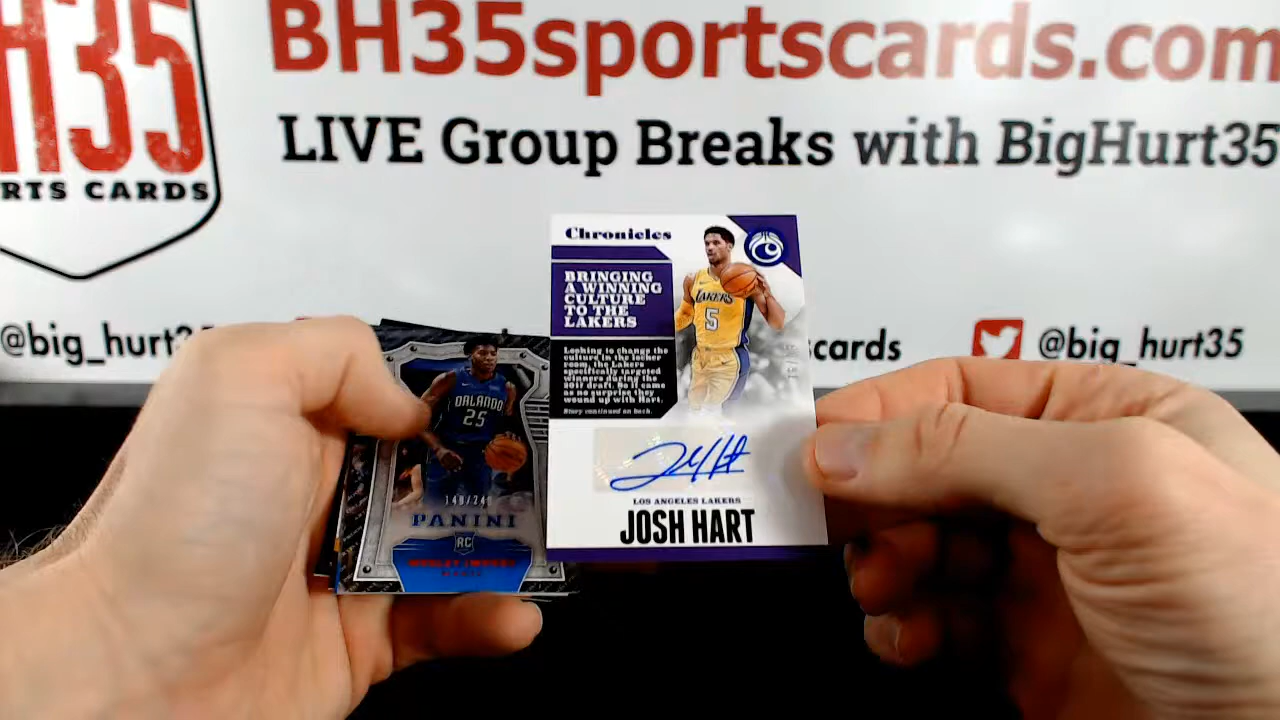 H35
RTS CARDS
BH35sportscards.com
LIVE Group Breaks with BigHurt35
@big_hurt3
scards
@big_hurt35
Chronicles
BRINGING
A WINNING
CULTURE
TO THE
LAKERS
Looking to change the
culture in the locker
room, the Lakers
specifically targeted
winners during the
2017 draft. So it came
as no surprise they
wound up with Hart.
Story continued on back.
LAKERS
5
LOS ANGELES LAKERS
JOSH HART
ORLANDO
25
PANINI
RC